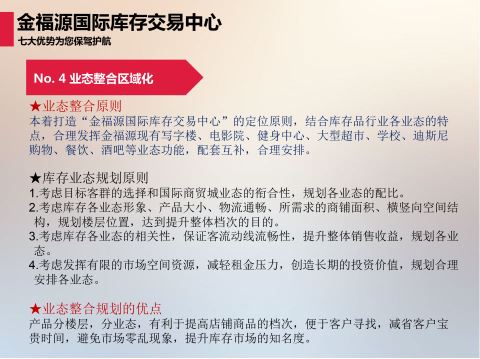 金福源国际库存交易中心
七大优势为您保驾护航
No. 4 业态整合区域化
★业态整合原则
本着打造“金福源国际库存交易中心”的定位原则，结合库存品行业各业态的特
点，合理发挥金福源现有写字楼、电影院、健身中心、大型超市、学校、迪斯尼
购物、餐饮、酒吧等业态功能，配套互补，合理安排。
★库存业态规划原则
1.考虑目标客群的选择和国际商贸城业态的衔合性，规划各业态的配比。
2.考虑库存各业态形象、产品大小、物流通畅、所需求的商铺面积、横竖向空间结
构，规划楼层位置，达到提升整体档次的目的。
3.考虑库存各业态的相关性，保证客流动线流畅性，提升整体销售收益，规划各业
态。
4.考虑发挥有限的市场空间资源，减轻租金压力，创造长期的投资价值，规划合理
安排各业态。
★业态整合规划的优点
产品分楼层，分业态，有利于提高店铺商品的档次，便于客户寻找，减省客户宝
贵时间，避免市场零乱现象，提升库存市场的知名度。